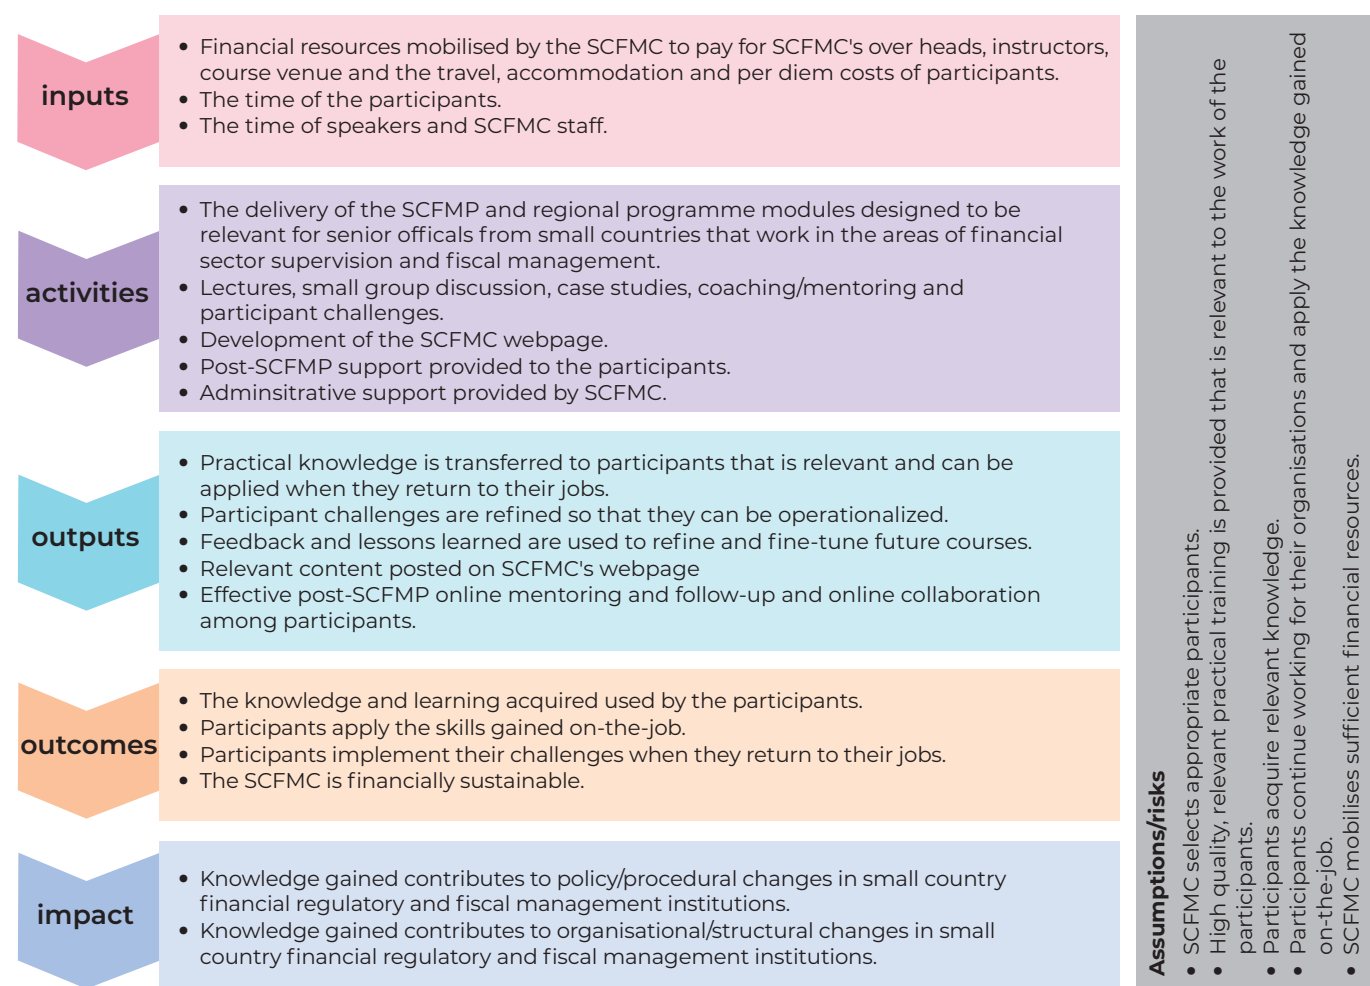 inputs
• Financial resources mobilised by the SCFMC to pay for SCFMC's over heads, instructors,
course venue and the travel, accommodation and per diem costs of participants.
• The time of the participants.
• The time of speakers and SCFMC staff.
activities
• The delivery of the SCFMP and regional programme modules designed to be
relevant for senior officals from small countries that work in the areas of financial
sector supervision and fiscal management.
• Lectures, small group discussion, case studies, coaching/mentoring and
participant challenges.
• Development of the SCFMC webpage.
• Post-SCFMP support provided to the participants.
• Adminsitrative support provided by SCFMC.
outputs
• Practical knowledge is transferred to participants that is relevant and can be
applied when they return to their jobs.
• Participant challenges are refined so that they can be operationalized.
• Feedback and lessons learned are used to refine and fine-tune future courses.
• Relevant content posted on SCFMC's webpage
• Effective post-SCFMP online mentoring and follow-up and online collaboration
among participants.
outcomes
• The knowledge and learning acquired used by the participants.
• Participants apply the skills gained on-the-job.
• Participants implement their challenges when they return to their jobs.
• The SCFMC is financially sustainable.
impact
• Knowledge gained contributes to policy/procedural changes in small country
financial regulatory and fiscal management institutions.
• Knowledge gained contributes to organisational/structural changes in small
country financial regulatory and fiscal management institutions.
Assumptions/risks
• SCFMC selects appropriate participants.
• High quality, relevant practical training is provided that is relevant to the work of the
participants.
• Participants acquire relevant knowledge.
• Participants continue working for their organisations and apply the knowledge gained
on-the-job.
• SCFMC mobilises sufficient financial resources.